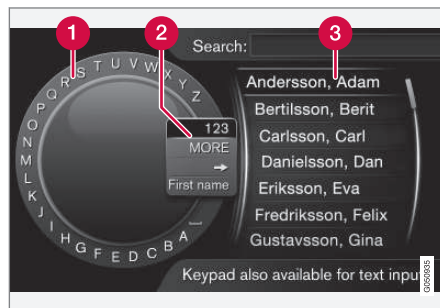 1
2
3
Search:
A B C D E F G H I J K L M N O P Q R S T U V W X Y Z
123
MORE
First name
Andersson, Adam
Bertilsson, Berit
Carlsson, Carl
Danielsson, Dan
Eriksson, Eva
Fredriksson, Felix
Gustavsson, Gina
Keypad also available for text input
G050935